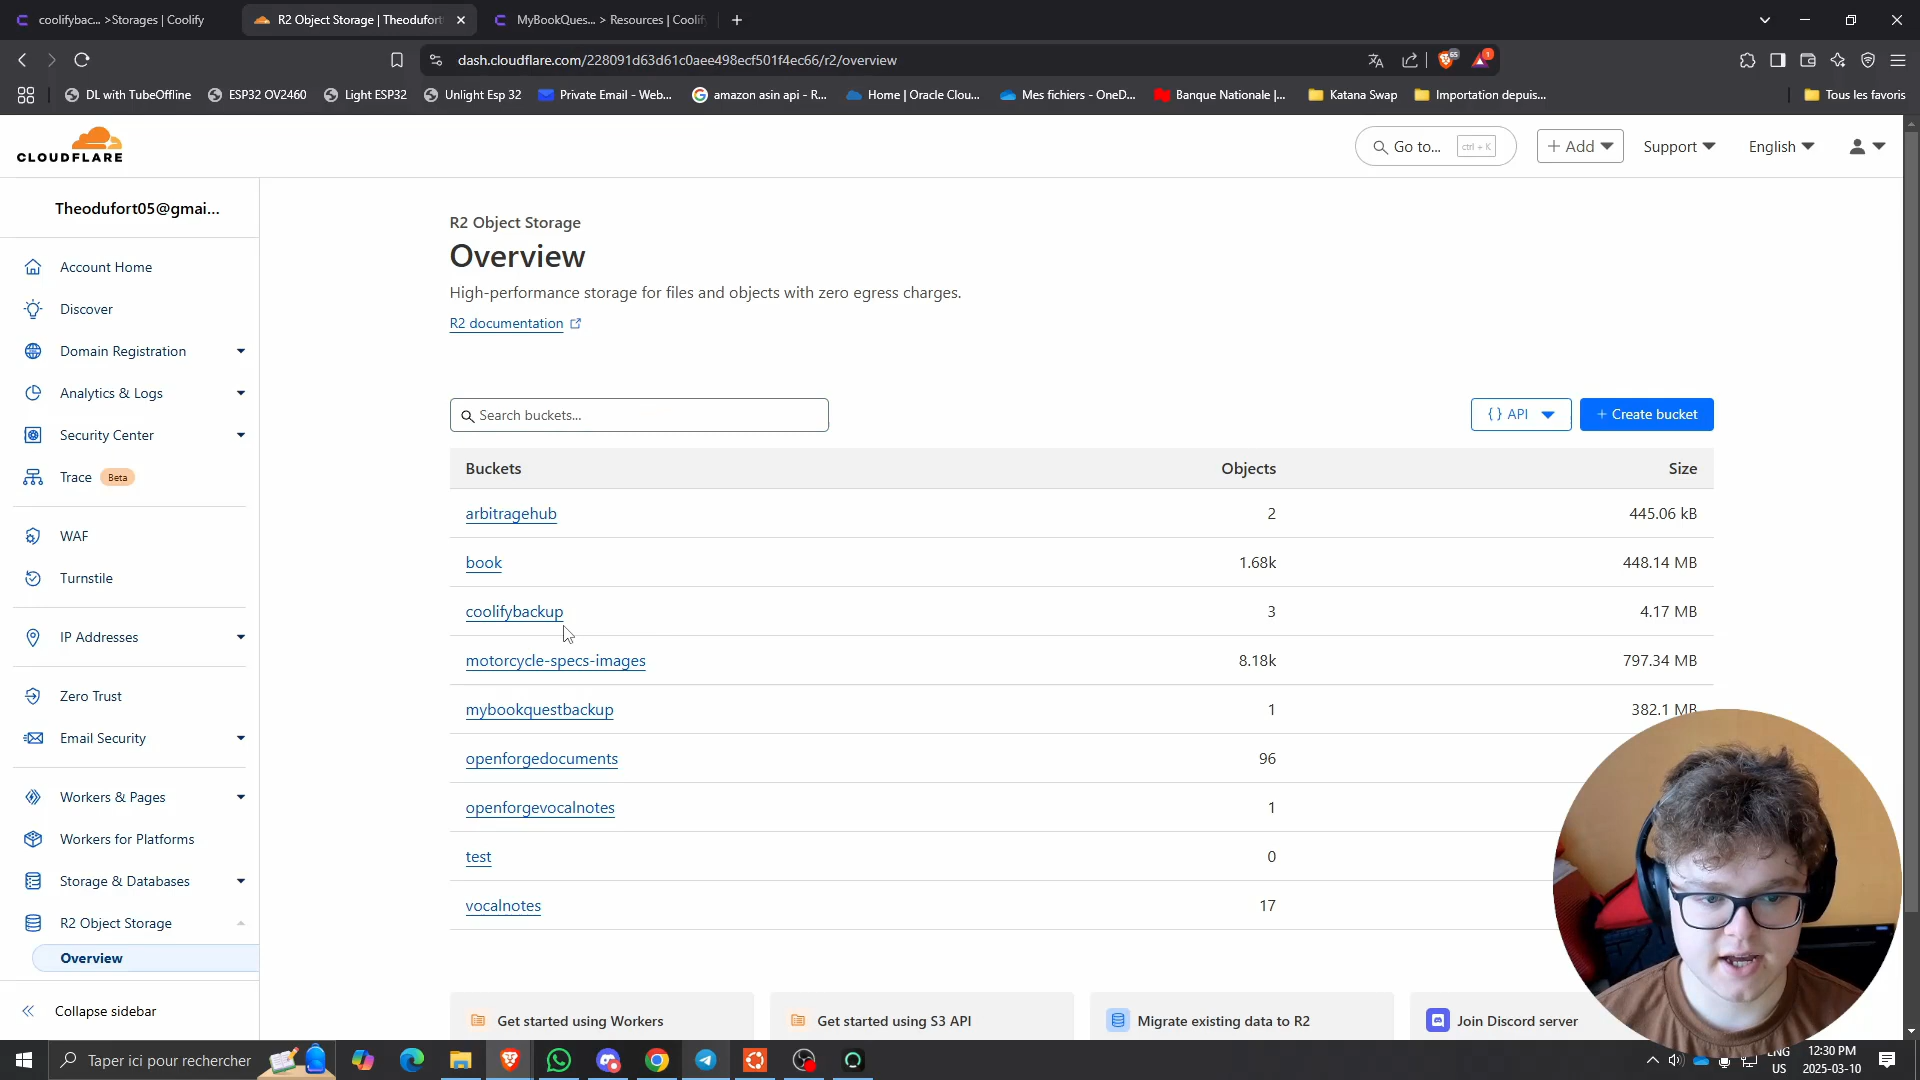 coolifybac... >Storages | Coolify
R2 Object Storage | Theodufort
MyBookQues... > Resources | Coolify
dash.cloudflare.com/228091d63d61c0aee498ecf501f4ec66/r2/overview
65
1
DL with TubeOffline
ESP32 OV2460
Light ESP32
Unlight Esp 32
Private Email - Web...
amazon asin api - R...
Home | Oracle Clou...
Mes fichiers - OneD...
Banque Nationale |...
Katana Swap
Importation depuis...
Tous les favoris
CLOUDFLARE
Go to...
ctrl + K
+ Add
Support
English
Theodufort05@gmai...
Account Home
Discover
Domain Registration
Analytics & Logs
Security Center
Trace Beta
WAF
Turnstile
IP Addresses
Zero Trust
Email Security
Workers & Pages
Workers for Platforms
Storage & Databases
R2 Object Storage
Overview
Collapse sidebar
R2 Object Storage
Overview
High-performance storage for files and objects with zero egress charges.
R2 documentation
Search buckets...
{} API
+ Create bucket
Buckets Objects Size
arbitragehub 2 445.06 kB
book 1.68k 448.14 MB
coolifybackup 3 4.17 MB
motorcycle-specs-images 8.18k 797.34 MB
mybookquestbackup 1 382.1 MB
openforgedocuments 96
openforgevocalnotes 1
test 0
vocalnotes 17
Get started using Workers
Get started using S3 API
Migrate existing data to R2
Join Discord server
Taper ici pour rechercher
ENG
US
12:30 PM
2025-03-10